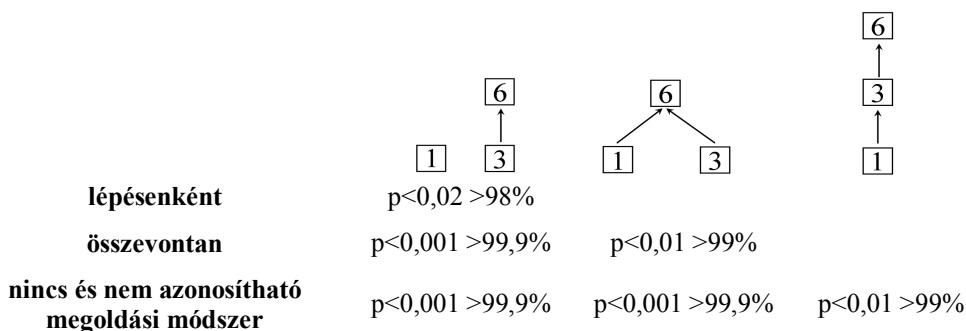 6
6 6 3
1 3 1 3 1
lépésenként p<0,02 >98%
összevontan p<0,001 >99,9% p<0,01 >99%
nincs és nem azonosítható
megoldási módszer p<0,001 >99,9% p<0,001 >99,9% p<0,01 >99%